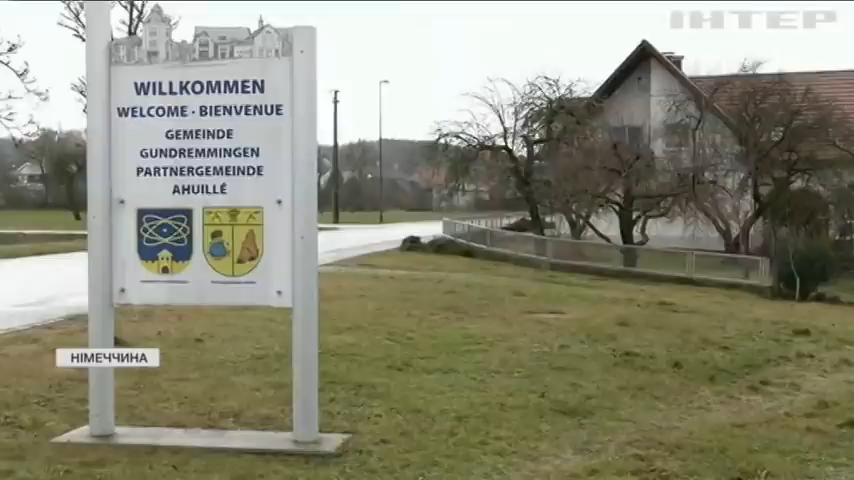 ІНТЕР
WILLKOMMEN
WELCOME · BIENVENUE
GEMEINDE
GUNDREMMINGEN
PARTNERGEMEINDE
AHUILLÉ
НІМЕЧЧИНА